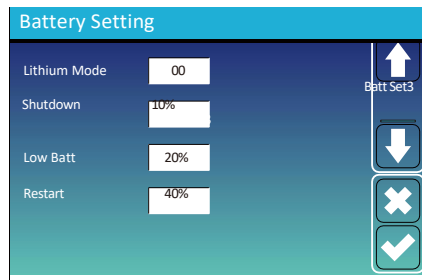 Battery Setting
Lithium Mode 00
Batt Set3
Shutdown 10%
Low Batt 20%
Restart 40%